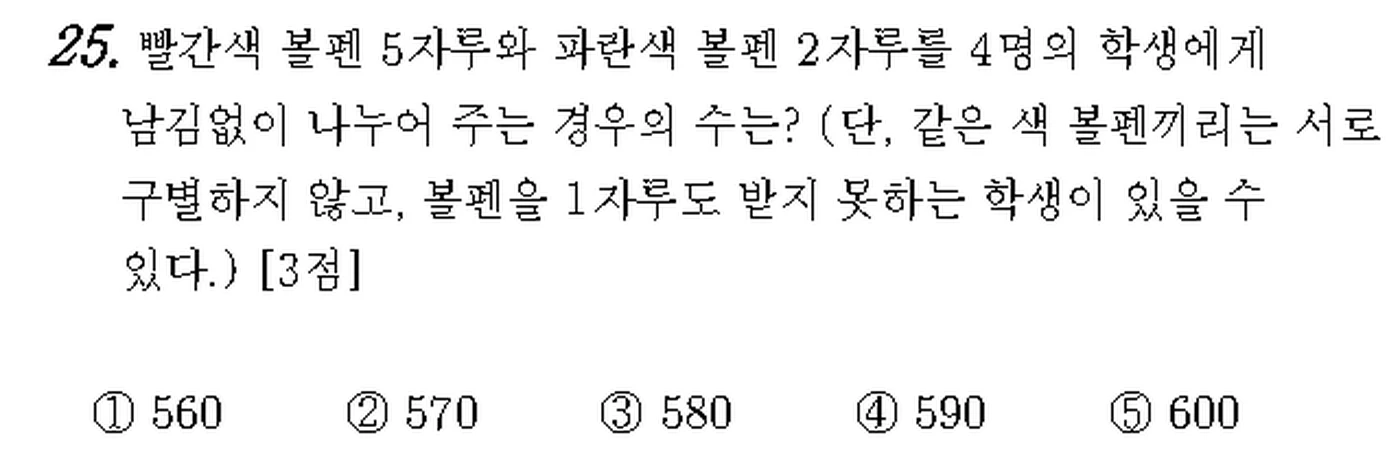 25. 빨간색 볼펜 5자루와 파란색 볼펜 2자루를 4명의 학생에게
남김없이 나누어 주는 경우의 수는? (단, 같은 색 볼펜끼리는 서로
구별하지 않고, 볼펜을 1자루도 받지 못하는 학생이 있을 수
있다.) [3점]
① 560 ② 570 ③ 580 ④ 590 ⑤ 600